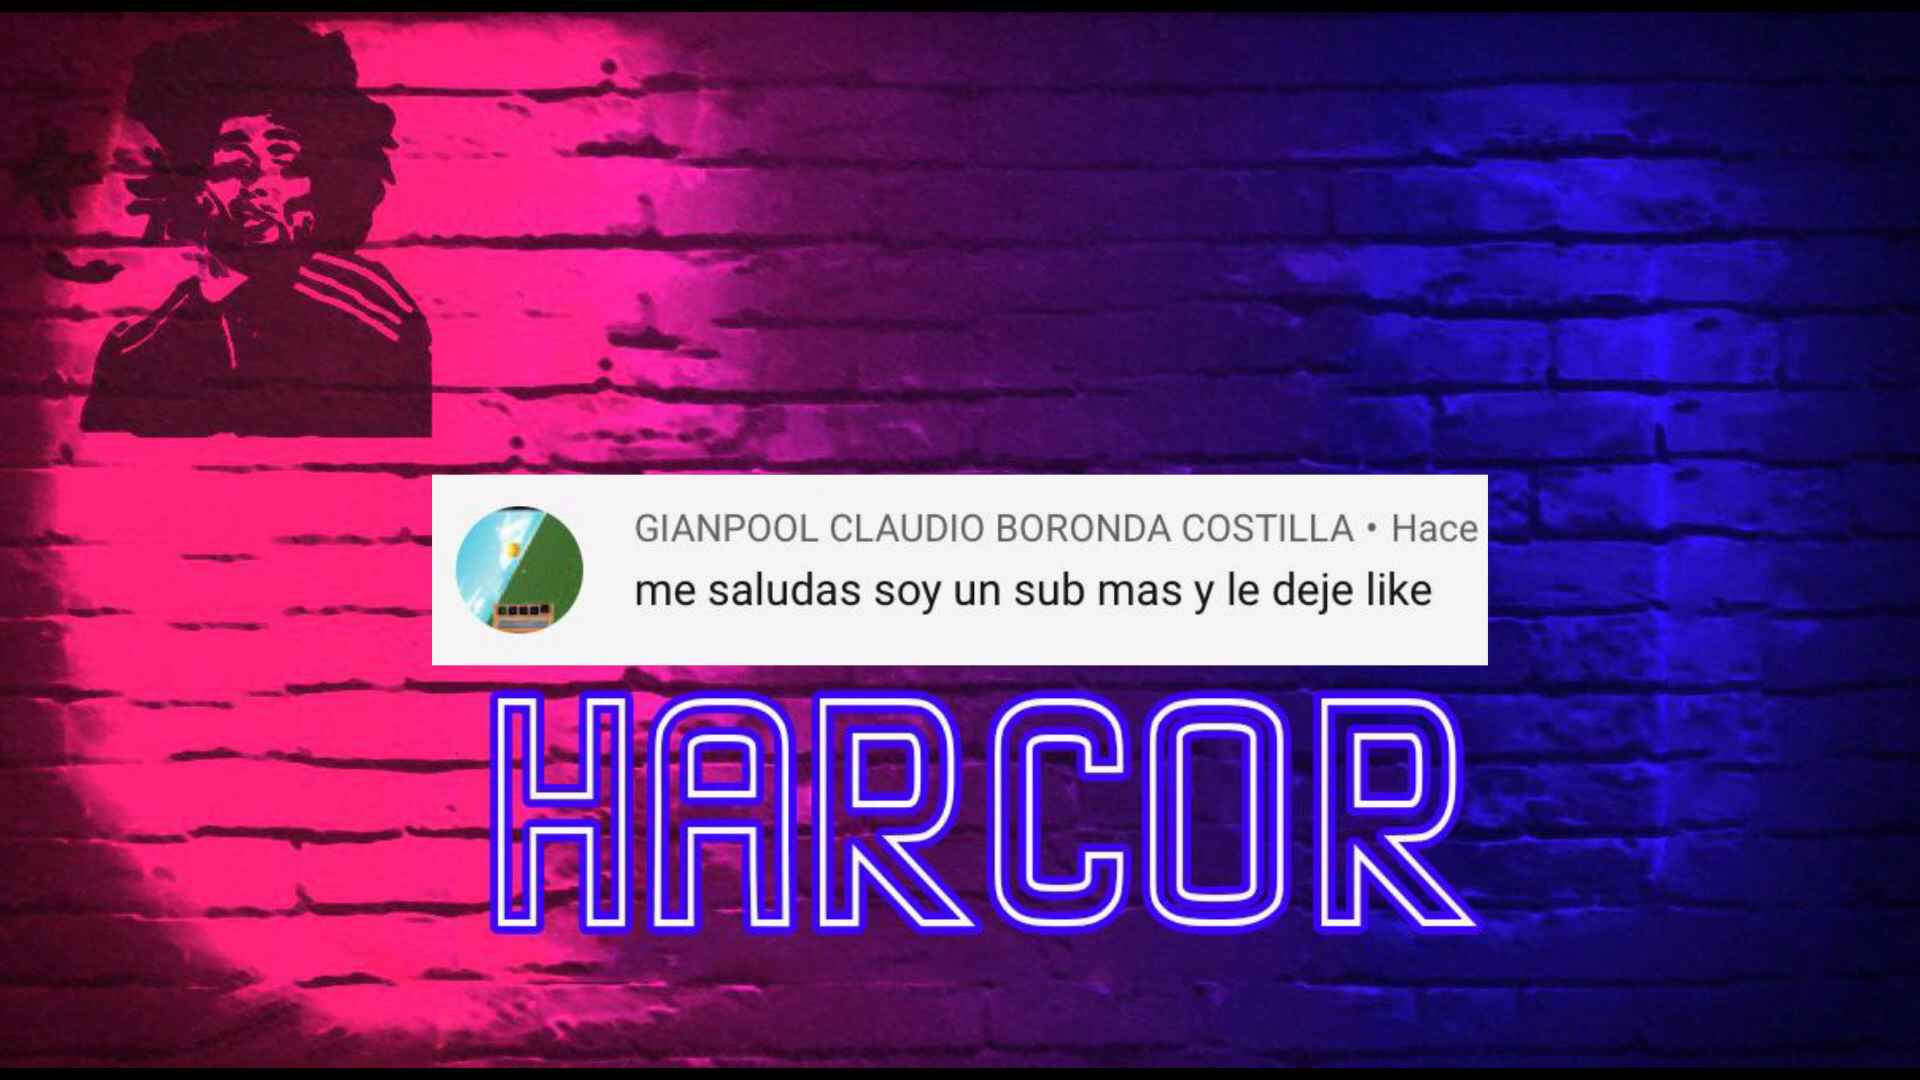 GIANPOOL CLAUDIO BORONDA COSTILLA • Hace
me saludas soy un sub mas y le deje like
HARCOR